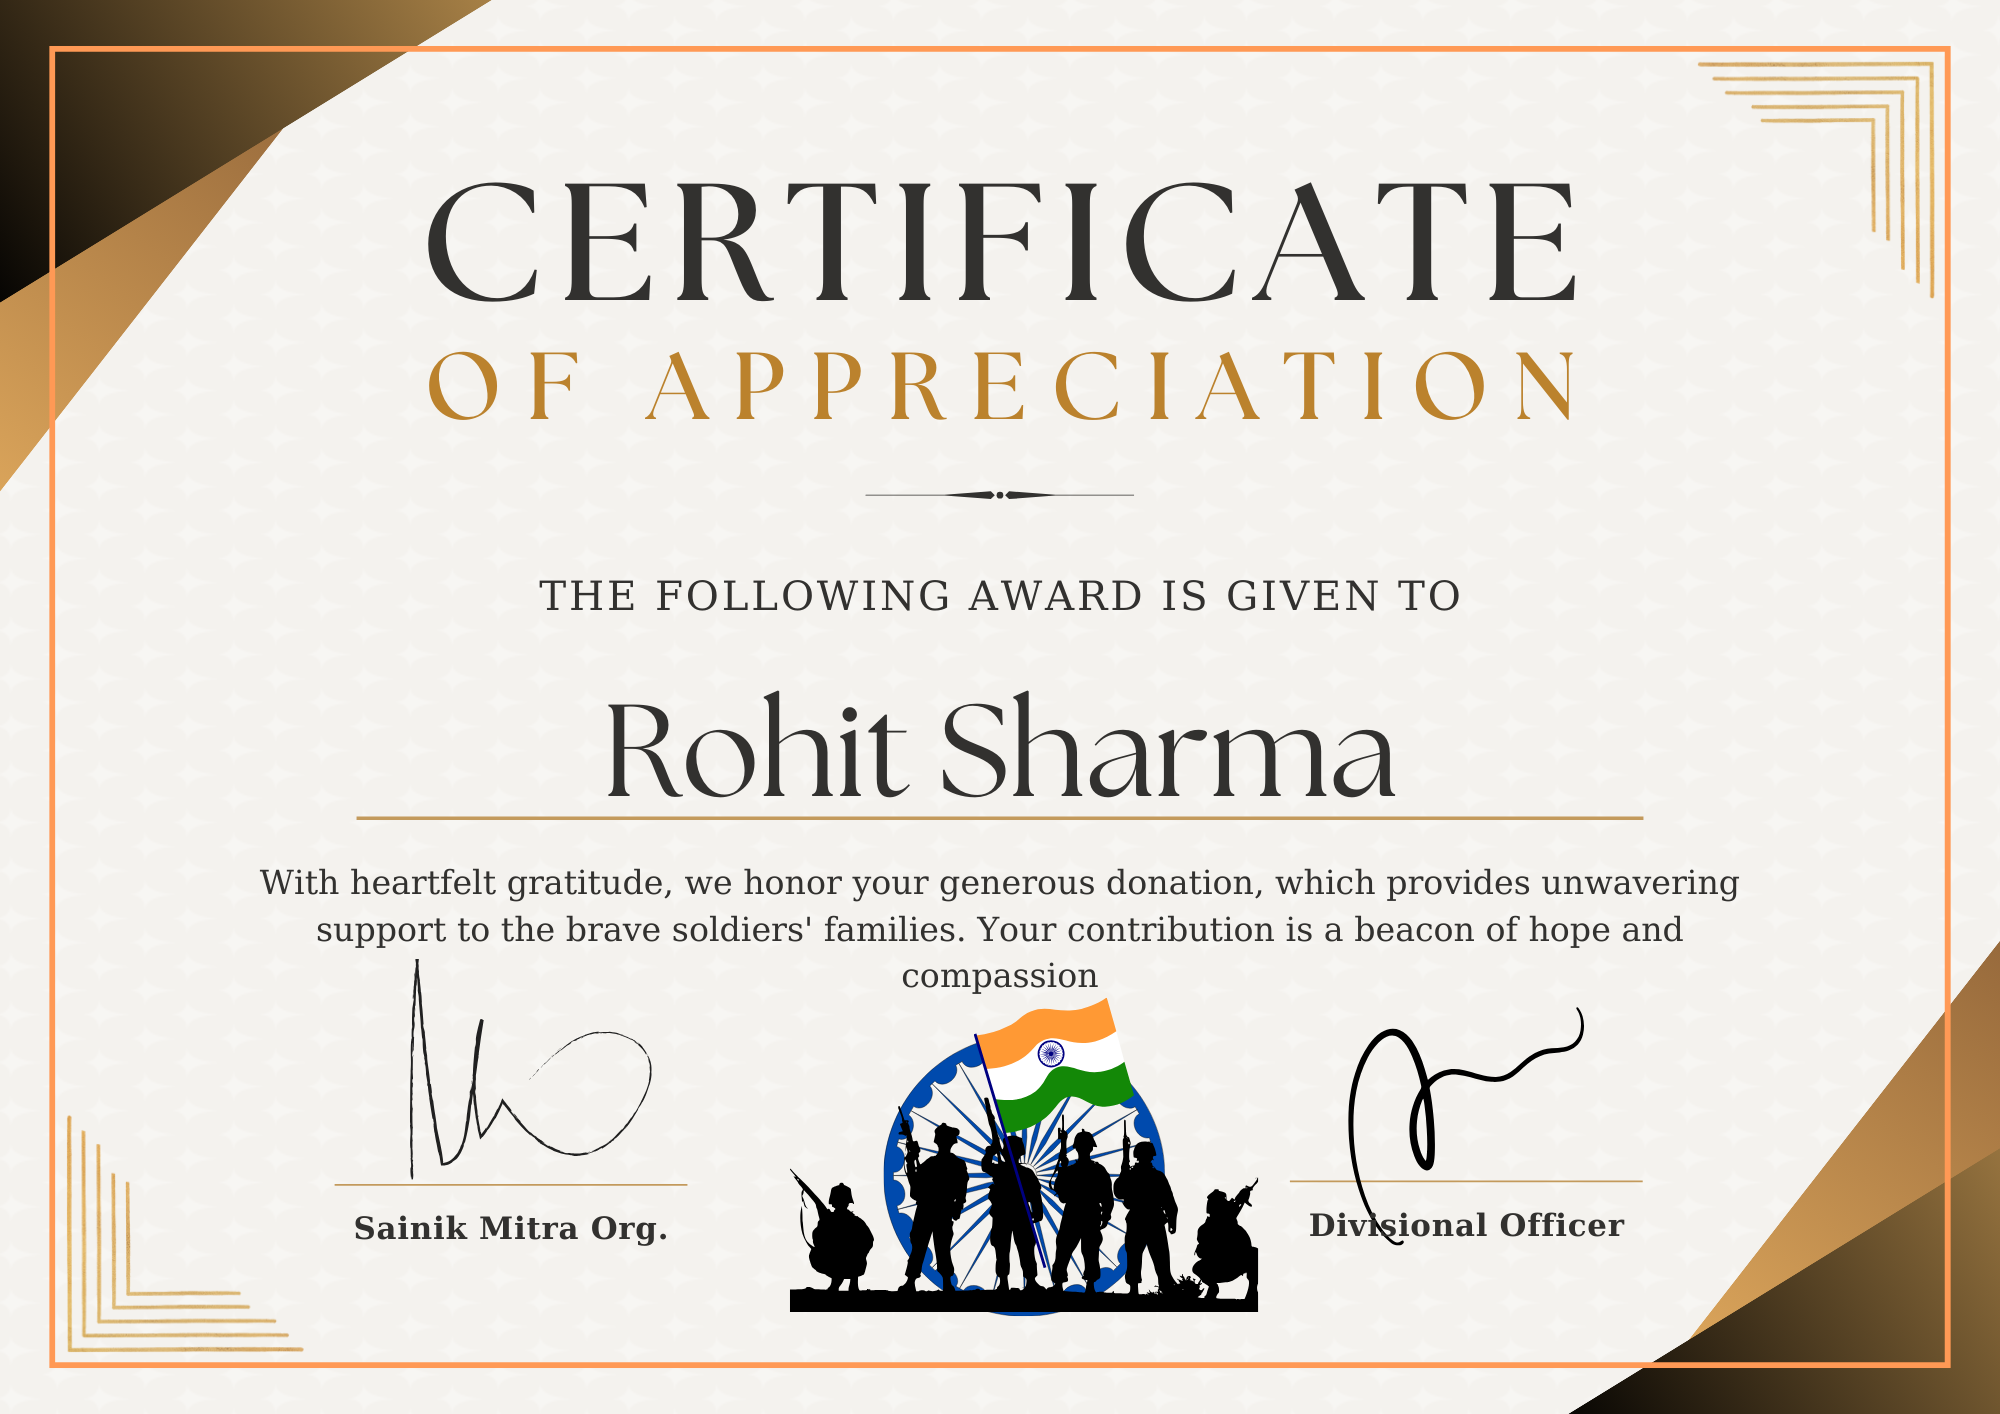 CERTIFICATE
OF APPRECIATION
THE FOLLOWING AWARD IS GIVEN TO
Rohit Sharma
With heartfelt gratitude, we honor your generous donation, which provides unwavering
support to the brave soldiers' families. Your contribution is a beacon of hope and
compassion
Sainik Mitra Org.
Divisional Officer